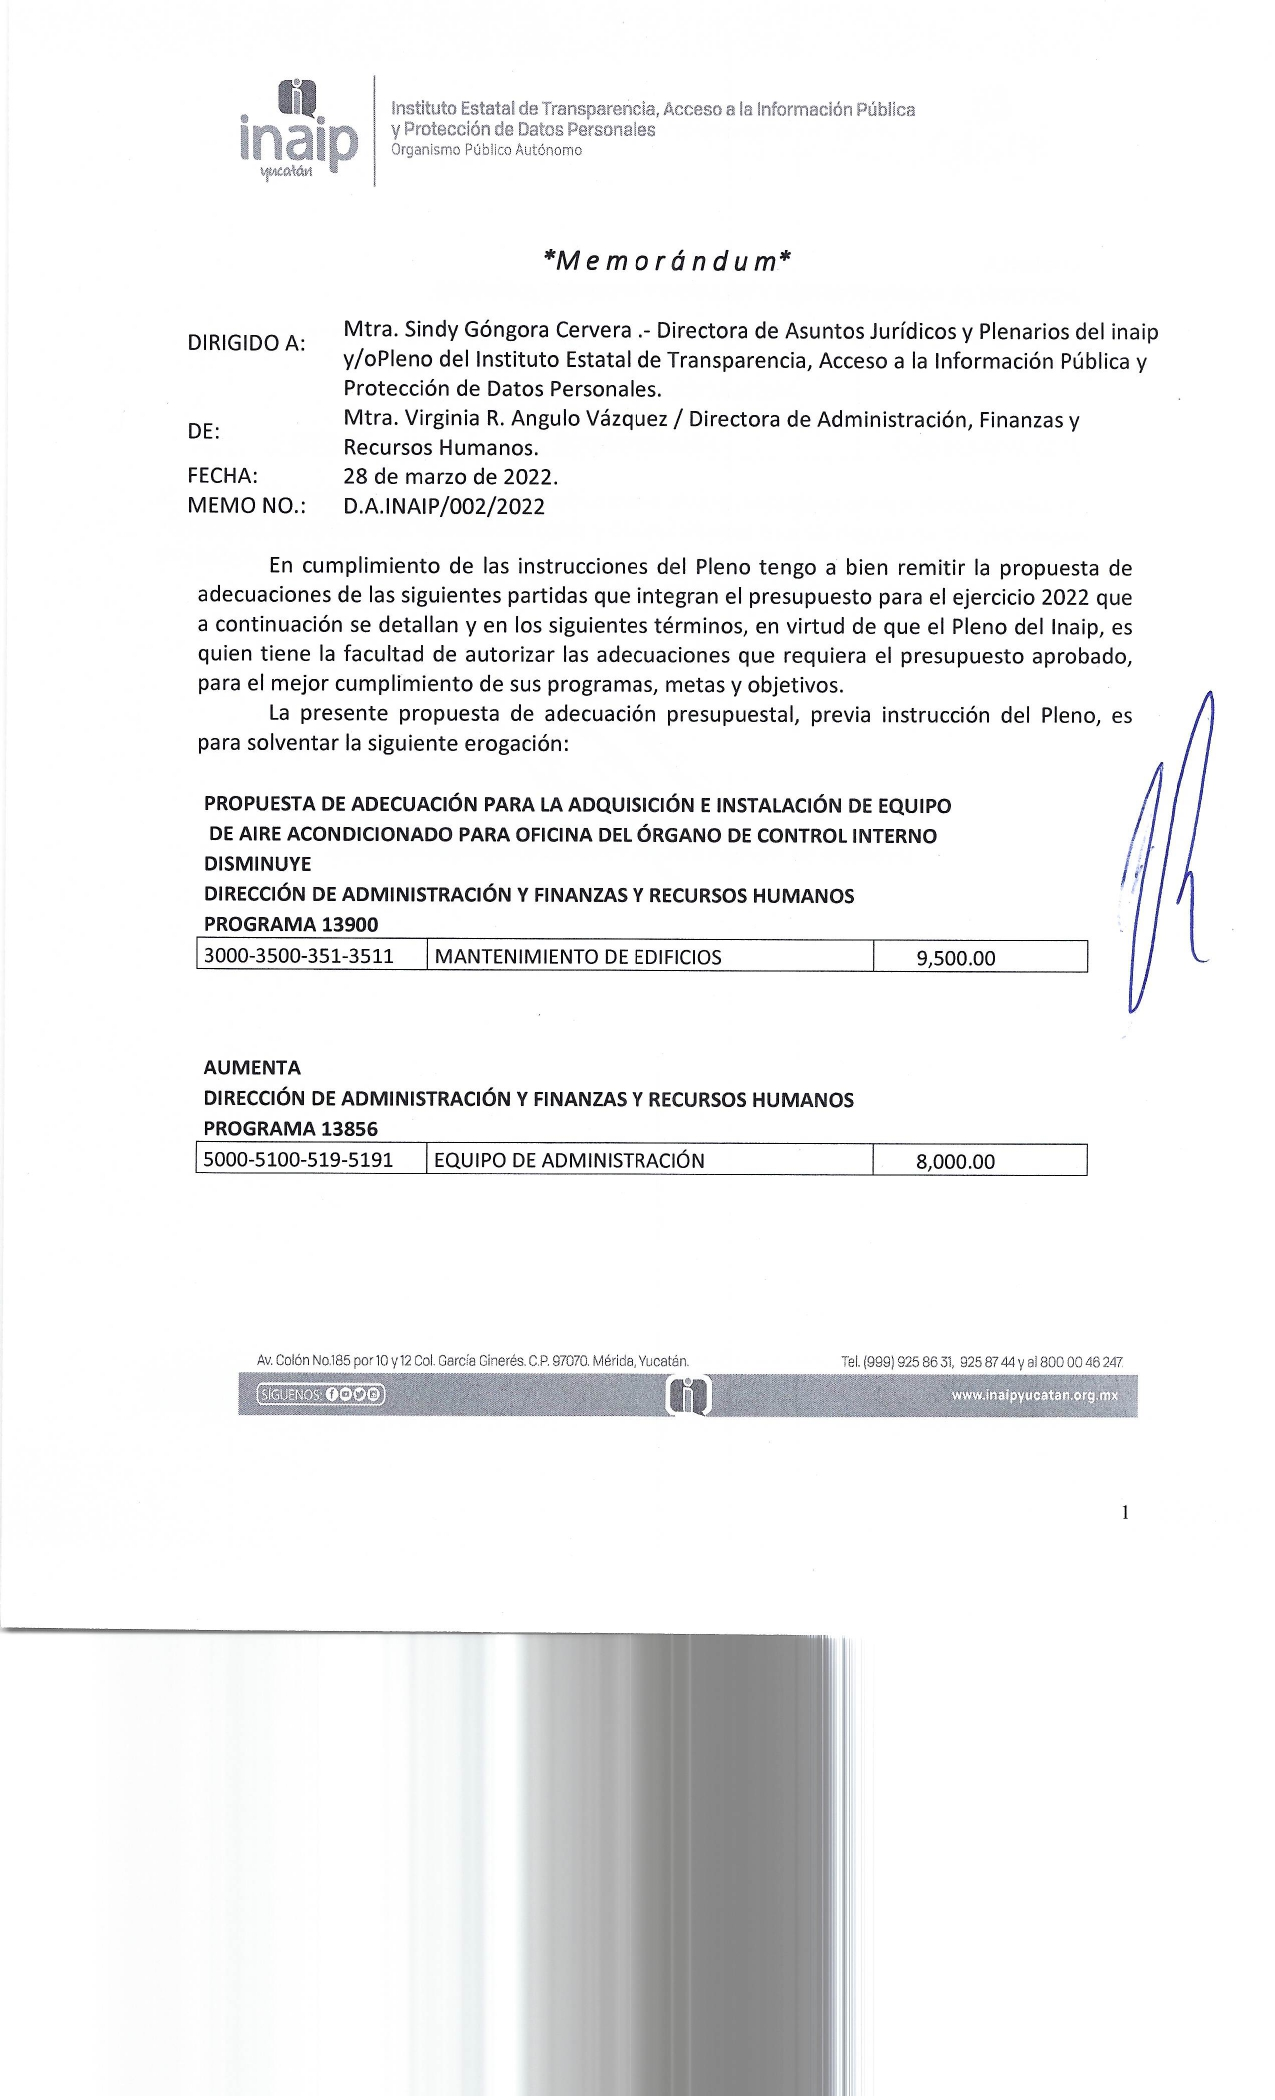 inaip
yucatán
Instituto Estatal de Transparencia, Acceso a la Información Pública
y Protección de Datos Personales
Organismo Público Autónomo
*Memorándum*
DIRIGIDO A:
Mtra. Sindy Góngora Cervera .- Directora de Asuntos Jurídicos y Plenarios del inaip
y/oPleno del Instituto Estatal de Transparencia, Acceso a la Información Pública y
Protección de Datos Personales.
DE:
Mtra. Virginia R. Angulo Vázquez / Directora de Administración, Finanzas y
Recursos Humanos.
FECHA: 28 de marzo de 2022.
MEMO NO.: D.A.INAIP/002/2022
En cumplimiento de las instrucciones del Pleno tengo a bien remitir la propuesta de
adecuaciones de las siguientes partidas que integran el presupuesto para el ejercicio 2022 que
a continuación se detallan y en los siguientes términos, en virtud de que el Pleno del Inaip, es
quien tiene la facultad de autorizar las adecuaciones que requiera el presupuesto aprobado,
para el mejor cumplimiento de sus programas, metas y objetivos.
La presente propuesta de adecuación presupuestal, previa instrucción del Pleno, es
para solventar la siguiente erogación:
PROPUESTA DE ADECUACIÓN PARA LA ADQUISICIÓN E INSTALACIÓN DE EQUIPO
DE AIRE ACONDICIONADO PARA OFICINA DEL ÓRGANO DE CONTROL INTERNO
DISMINUYE
DIRECCIÓN DE ADMINISTRACIÓN Y FINANZAS Y RECURSOS HUMANOS
PROGRAMA 13900
3000-3500-351-3511 MANTENIMIENTO DE EDIFICIOS 9,500.00
AUMENTA
DIRECCIÓN DE ADMINISTRACIÓN Y FINANZAS Y RECURSOS HUMANOS
PROGRAMA 13856
5000-5100-519-5191 EQUIPO DE ADMINISTRACIÓN 8,000.00
Av. Colón No.185 por 10 y 12 Col. García Ginerés. C.P. 97070. Mérida, Yucatán. Tel. (999) 925 86 31, 925 87 44 y al 800 00 46 247
SÍGUENOS: www.inaipyucatan.org.mx
1